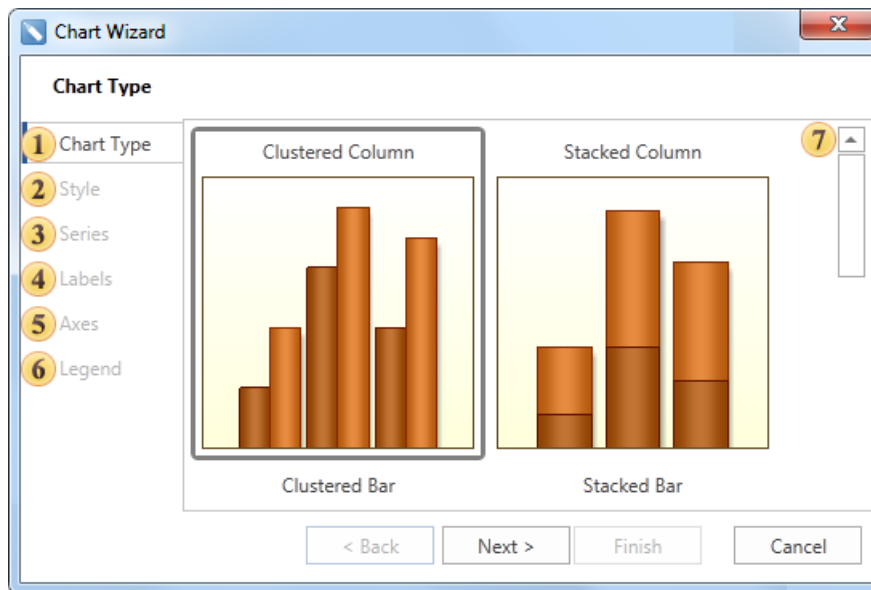 Chart Wizard
x
Chart Type
1 Chart Type
2 Style
3 Series
4 Labels
5 Axes
6 Legend
Clustered Column
Stacked Column
7
Clustered Bar
Stacked Bar
< Back
Next >
Finish
Cancel